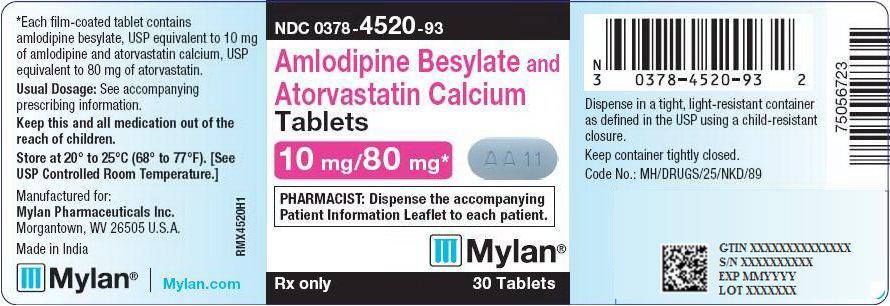 *Each film-coated tablet contains
amlodipine besylate, USP equivalent to 10 mg
of amlodipine and atorvastatin calcium, USP
equivalent to 80 mg of atorvastatin.
Usual Dosage: See accompanying
prescribing information.
Keep this and all medication out of the
reach of children.
Store at 20° to 25°C (68° to 77°F). [See
USP Controlled Room Temperature.]
Manufactured for:
Mylan Pharmaceuticals Inc.
Morgantown, WV 26505 U.S.A.
Made in India
Mylan®
Mylan.com
RMX4520H1
NDC 0378-4520-93
Amlodipine Besylate and
Atorvastatin Calcium
Tablets
10 mg/80 mg*
AA 11
PHARMACIST: Dispense the accompanying
Patient Information Leaflet to each patient.
Mylan®
Rx only 30 Tablets
N
3 0378-4520-93 2
Dispense in a tight, light-resistant container
as defined in the USP using a child-resistant
closure.
Keep container tightly closed.
Code No.: MH/DRUGS/25/NKD/89
75056723
GTIN XXXXXXXXXXXXXX
S/N XXXXXXXXXX
EXP MMYYYY
LOT XXXXXXX